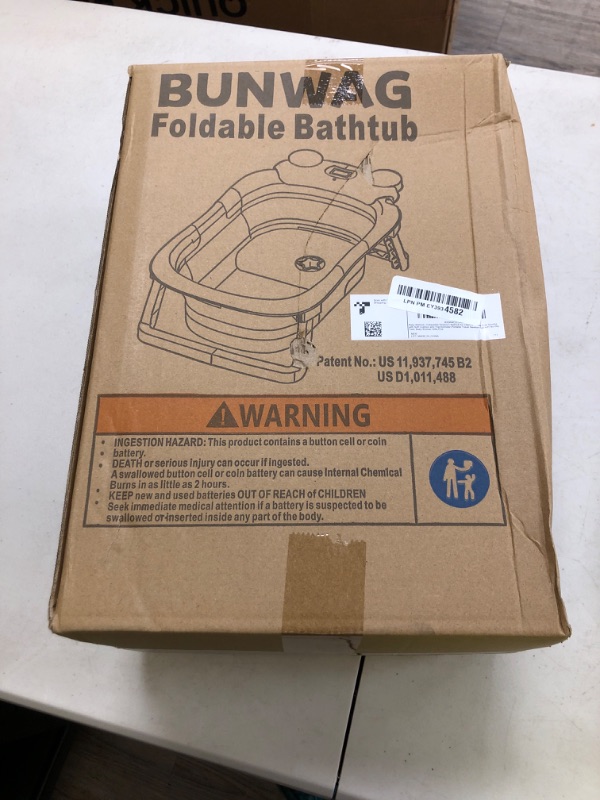 BUNWAG
Foldable Bathtub
LPN PM EY3934582
Patent No.: US 11,937,745 B2
US D1,011,488
WARNING
• INGESTION HAZARD: This product contains a button cell or coin
• battery.
• DEATH or serious injury can occur if ingested.
A swallowed button cell or coin battery can cause Internal Chemical
Burns in as little as 2 hours.
• KEEP new and used batteries OUT OF REACH of CHILDREN
• Seek immediate medical attention if a battery is suspected to be
swallowed or inserted inside any part of the body.